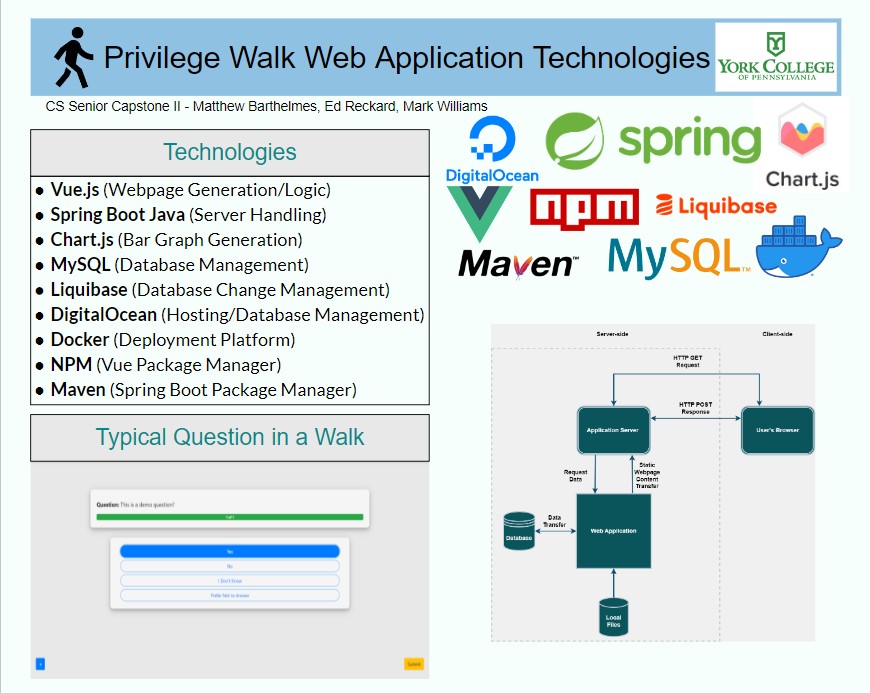 Privilege Walk Web Application Technologies
YORK COLLEGE
OF PENNSYLVANIA
CS Senior Capstone II - Matthew Barthelmes, Ed Reckard, Mark Williams
Technologies
● Vue.js (Webpage Generation/Logic)
● Spring Boot Java (Server Handling)
● Chart.js (Bar Graph Generation)
● MySQL (Database Management)
● Liquibase (Database Change Management)
● DigitalOcean (Hosting/Database Management)
● Docker (Deployment Platform)
● NPM (Vue Package Manager)
● Maven (Spring Boot Package Manager)
DigitalOcean
spring
Chart.js
npm
Liquibase
Maven™
MySQL™
Typical Question in a Walk
Question: This is a demo question?
Yes
No
I Don't Know
Prefer Not to Answer
Submit
Server-side
Client-side
HTTP GET
Request
HTTP POST
Response
Application Server
User's Browser
Request
Data
Static
Webpage
Content
Transfer
Database
Data
Transfer
Web Application
Local
Files